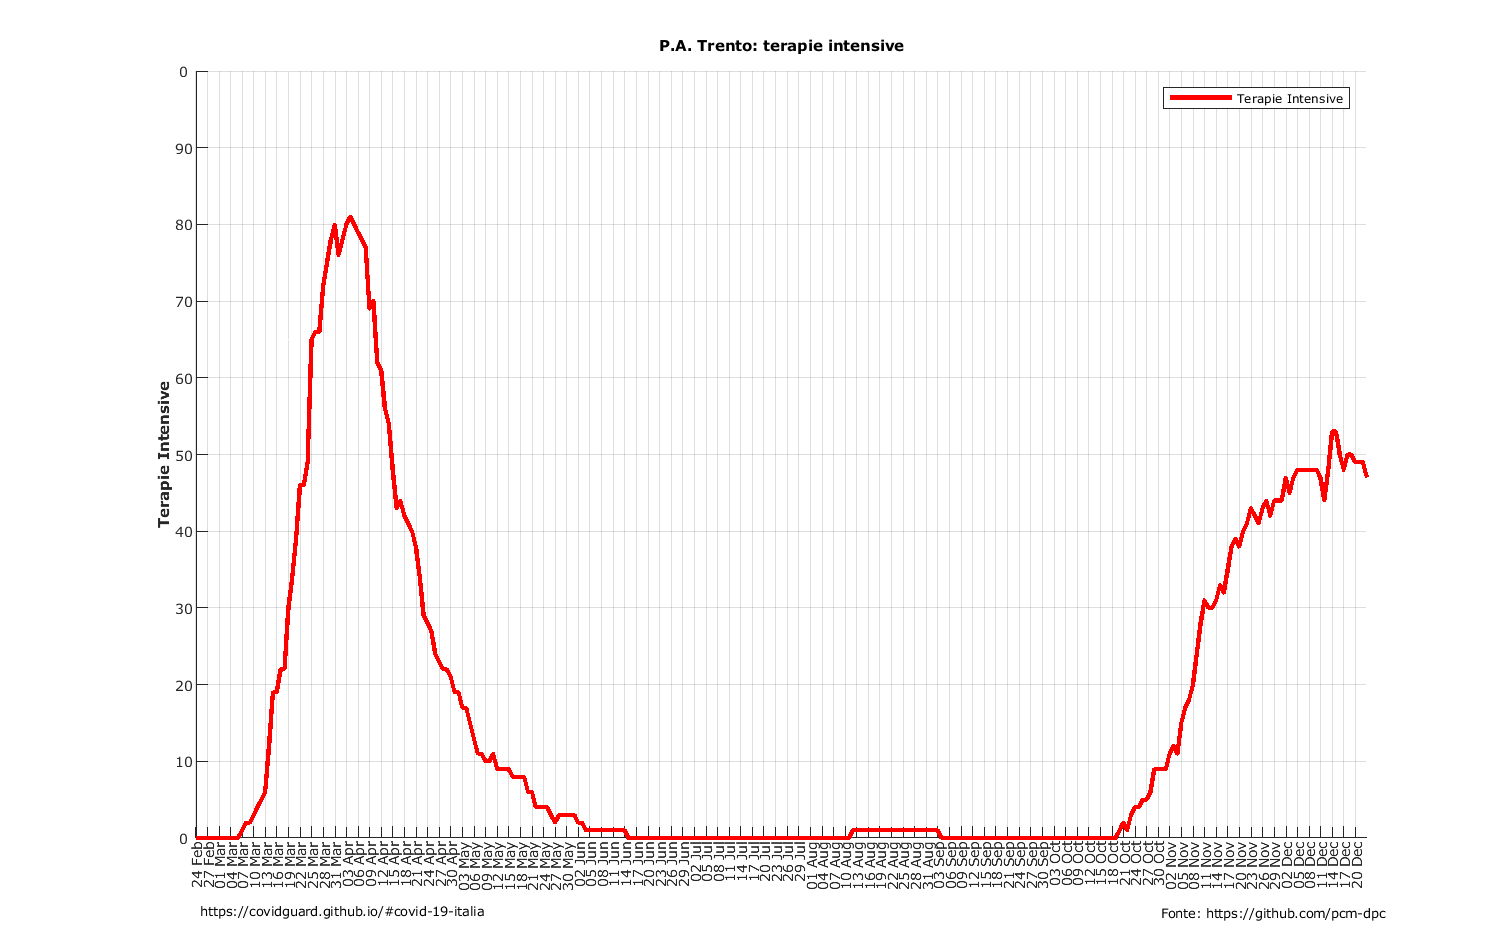 P.A. Trento: terapie intensive
Terapie Intensive
0
90
80
70
60
50
40
30
20
10
0
Terapie Intensive
24 Feb
27 Feb
01 Mar
04 Mar
07 Mar
10 Mar
13 Mar
16 Mar
19 Mar
22 Mar
25 Mar
28 Mar
31 Mar
03 Apr
06 Apr
09 Apr
12 Apr
15 Apr
18 Apr
21 Apr
24 Apr
27 Apr
30 Apr
03 May
06 May
09 May
12 May
15 May
18 May
21 May
24 May
27 May
30 May
02 Jun
05 Jun
08 Jun
11 Jun
14 Jun
17 Jun
20 Jun
23 Jun
26 Jun
29 Jun
02 Jul
05 Jul
08 Jul
11 Jul
14 Jul
17 Jul
20 Jul
23 Jul
26 Jul
29 Jul
01 Aug
04 Aug
07 Aug
10 Aug
13 Aug
16 Aug
19 Aug
22 Aug
25 Aug
28 Aug
31 Aug
03 Sep
06 Sep
09 Sep
12 Sep
15 Sep
18 Sep
21 Sep
24 Sep
27 Sep
30 Sep
03 Oct
06 Oct
09 Oct
12 Oct
15 Oct
18 Oct
21 Oct
24 Oct
27 Oct
30 Oct
02 Nov
05 Nov
08 Nov
11 Nov
14 Nov
17 Nov
20 Nov
23 Nov
26 Nov
29 Nov
02 Dec
05 Dec
08 Dec
11 Dec
14 Dec
17 Dec
20 Dec
https://covidguard.github.io/#covid-19-italia
Fonte: https://github.com/pcm-dpc